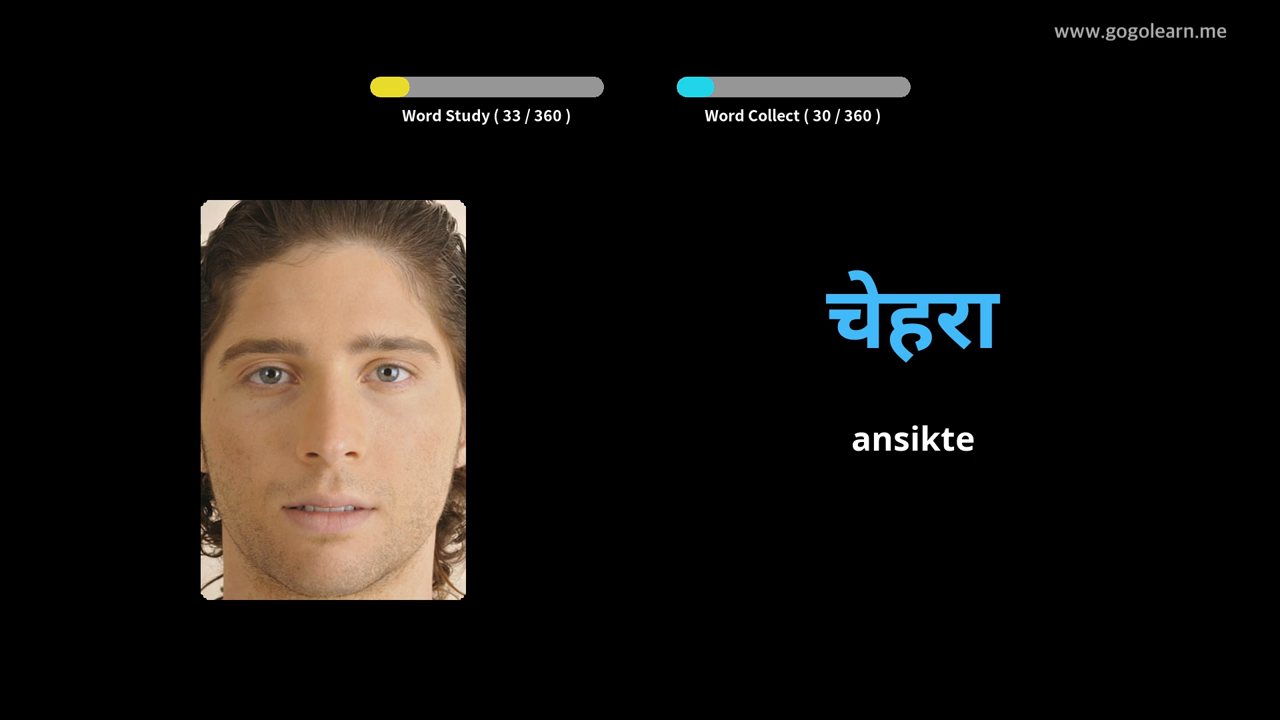 www.gogolearn.me
Word Study ( 33 / 360 )
Word Collect ( 30 / 360 )
चेहरा
ansikte